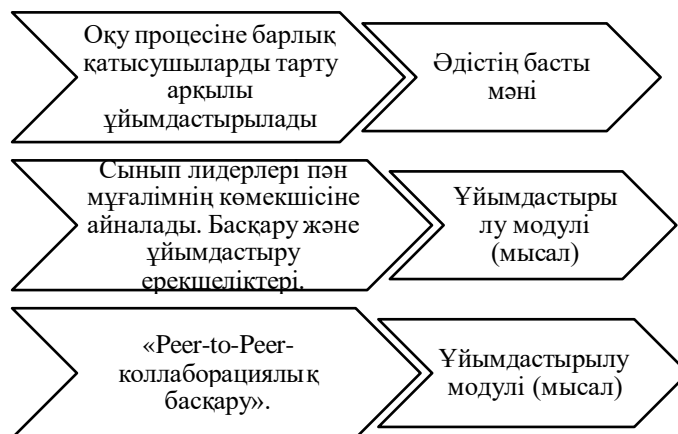 Оқу процесіне барлық
қатысушыларды тарту
арқылы
ұйымдастырылады
Әдістің басты
мәні
Сынып лидерлері пән
мұғалімнің көмекшісіне
айналады. Басқару және
ұйымдастыру
ерекшеліктері.
Ұйымдастыры
лу модулі
(мысал)
«Peer-to-Peer-
коллаборациялық
басқару».
Ұйымдастырылу
модулі (мысал)